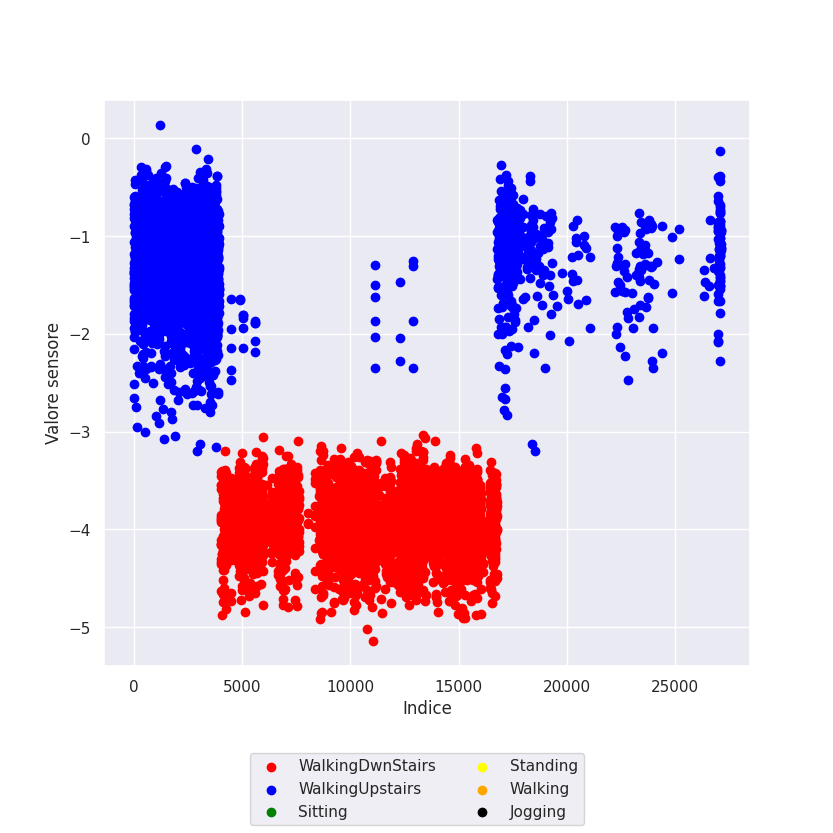 0
−1
−2
−3
−4
−5
Valore sensore
0 5000 10000 15000 20000 25000
Indice
WalkingDwnStairs Standing
WalkingUpstairs Walking
Sitting Jogging